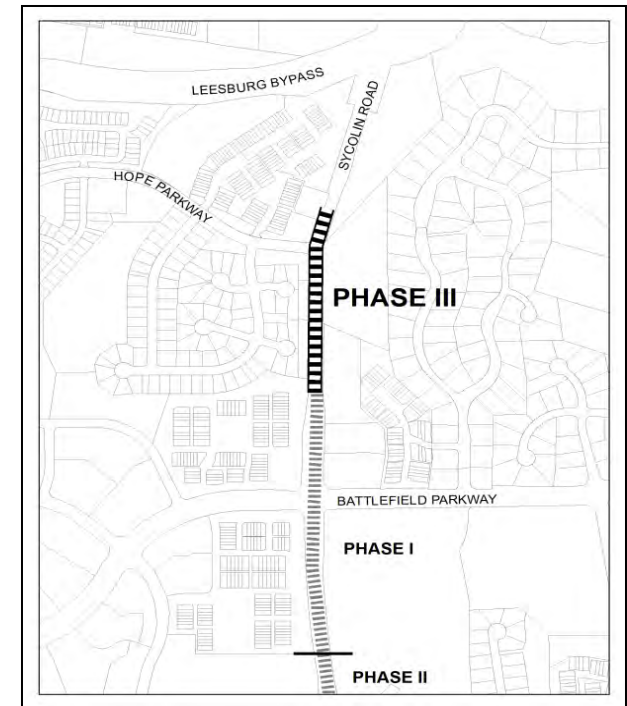 LEESBURG BYPASS
SYCOLIN ROAD
HOPE PARKWAY
PHASE III
BATTLEFIELD PARKWAY
PHASE I
PHASE II